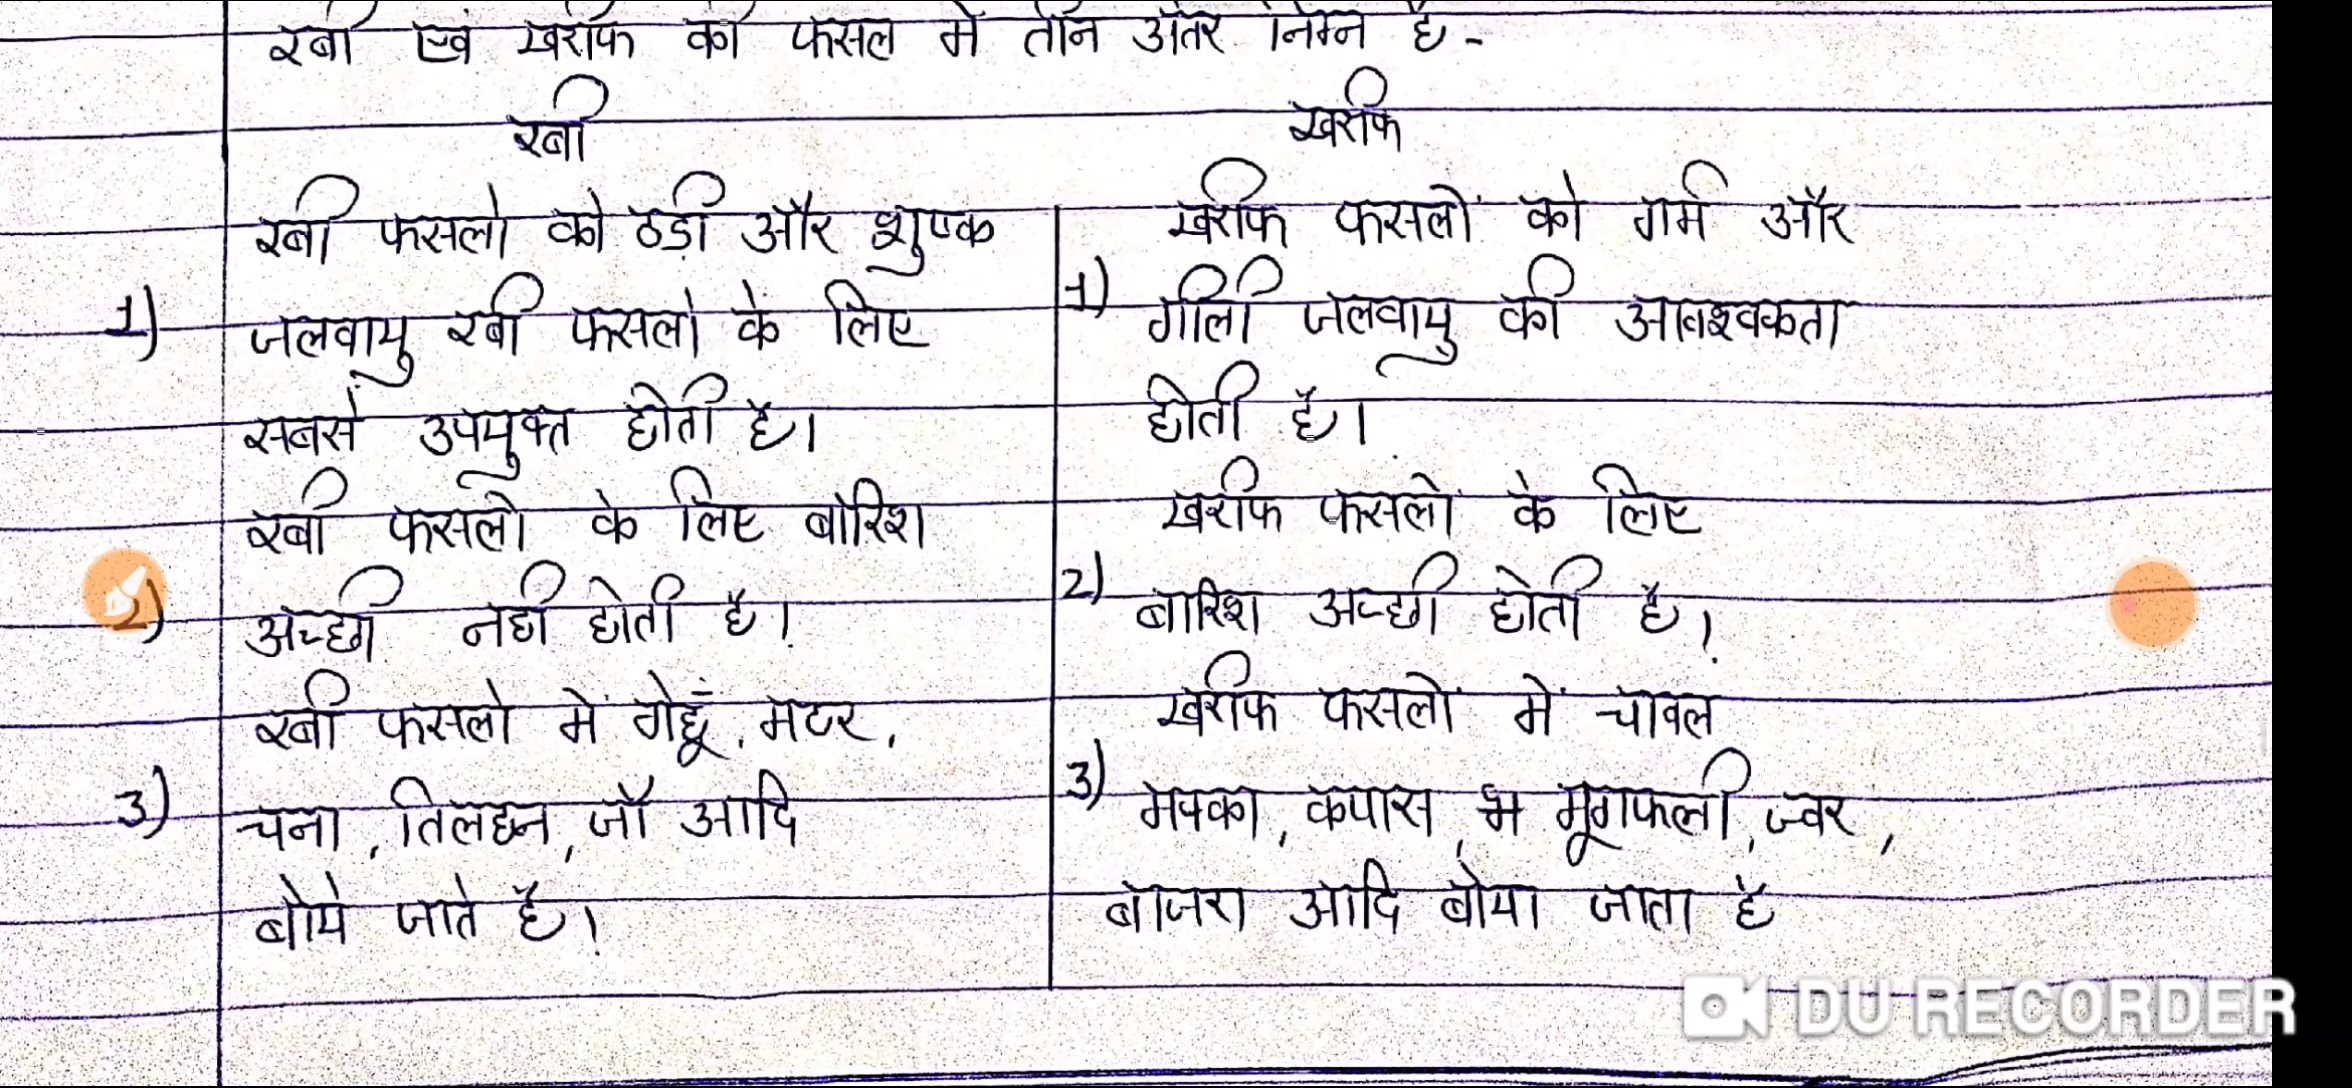 रबी एवं खरीफ की फसल में तीन अंतर निम्न है -
रबी
खरीफ
रबी फसलो को ठंडी और शुष्क
1) जलवायु रबी फसलो के लिए
सबसे उपयुक्त होती है।
रबी फसलो के लिए बारिश
2) अच्छी नही होती है।
रबी फसलो में गेहूँ, मटर,
3) चना, तिलहन, जौ आदि
बोये जाते है।
खरीफ फसलों को गर्म और
1) गीली जलवायु की आवश्वकता
होती है।
खरीफ फसलों के लिए
2) बारिश अच्छी होती है।
खरीफ फसलों में चावल
3) मक्का, कपास, मूगफली, ज्वर,
बाजरा आदि बोया जाता है
DU RECORDER